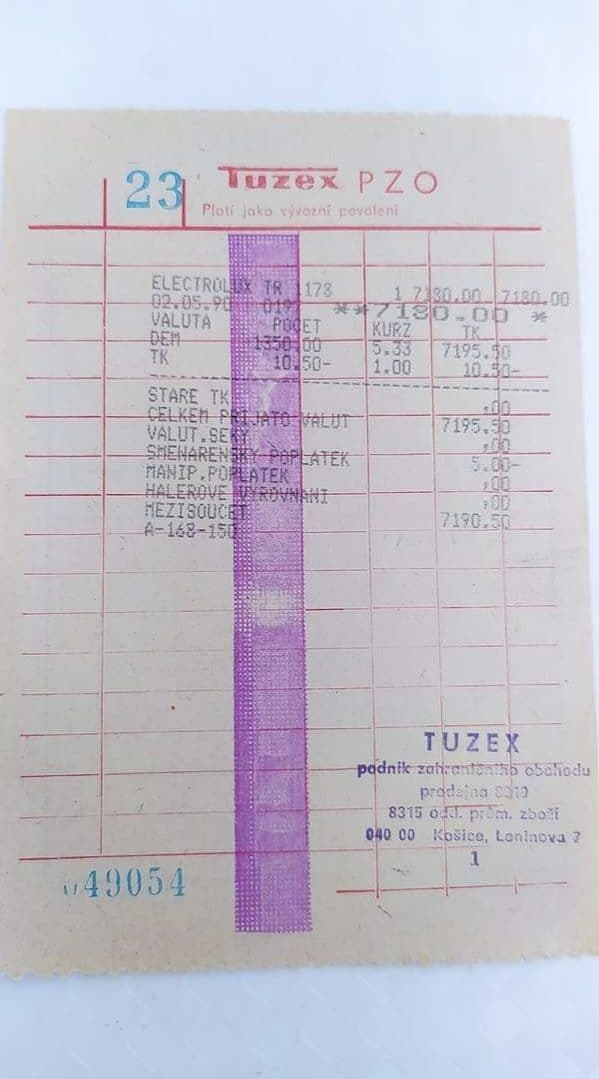 23 Tuzex PZO
Platí jako vývozní povolení
ELECTROLUX TR 1178 1 7180.00 7180.00
02.05.90 019 **7180.00 *
VALUTA POCET KURZ TK
DEM 1350.00 5.33 7195.50
TK 10.50- 1.00 10.50-
STARE TK ,00
CELKEM PRIJATO VALUT 7195.50
VALUT.SEKY ,00
SMENARENSKY POPLATEK 5.00-
MANIP.POPLATEK ,00
HALEROVE VYROVNANI ,00
MEZISOUCET 7190.50
A-168-150
TUZEX
podnik zahraničního obchodu
prodejna
8315 odd. prům. zboží
040 00 Košice, Leninova 7
1
49054